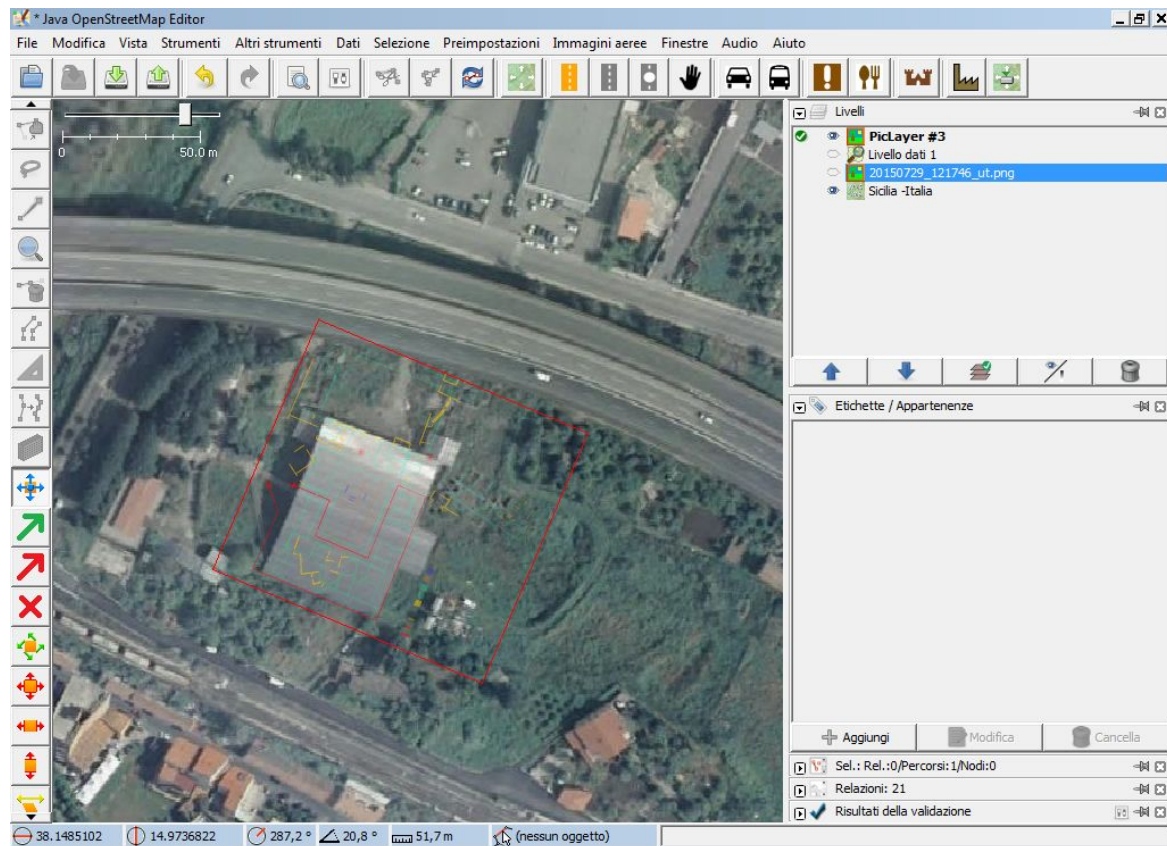 * Java OpenStreetMap Editor
File Modifica Vista Strumenti Altri strumenti Dati Selezione Preimpostazioni Immagini aeree Finestre Audio Aiuto
0 50.0 m
Livelli
PicLayer #3
Livello dati 1
20150729_121746_ut.png
Sicilia -Italia
Etichette / Appartenenze
Aggiungi Modifica Cancella
Sel.: Rel.:0/Percorsi:1/Nodi:0
Relazioni: 21
Risultati della validazione
38.1485102 14.9736822 287,2 ° 20,8 ° 51,7 m (nessun oggetto)